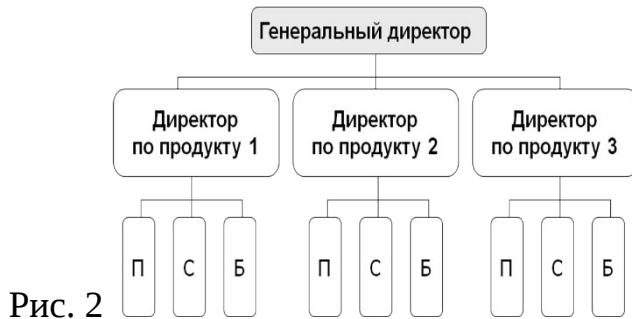 Генеральный директор
Директор
по продукту 1
Директор
по продукту 2
Директор
по продукту 3
П С Б П С Б П С Б
Рис. 2